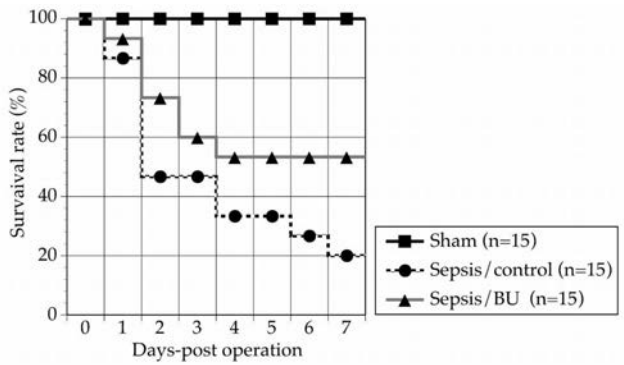 100
80
60
40
20
0
Survaival rate (%)
0 1 2 3 4 5 6 7
Days-post operation
Sham (n=15)
Sepsis/control (n=15)
Sepsis/BU (n=15)